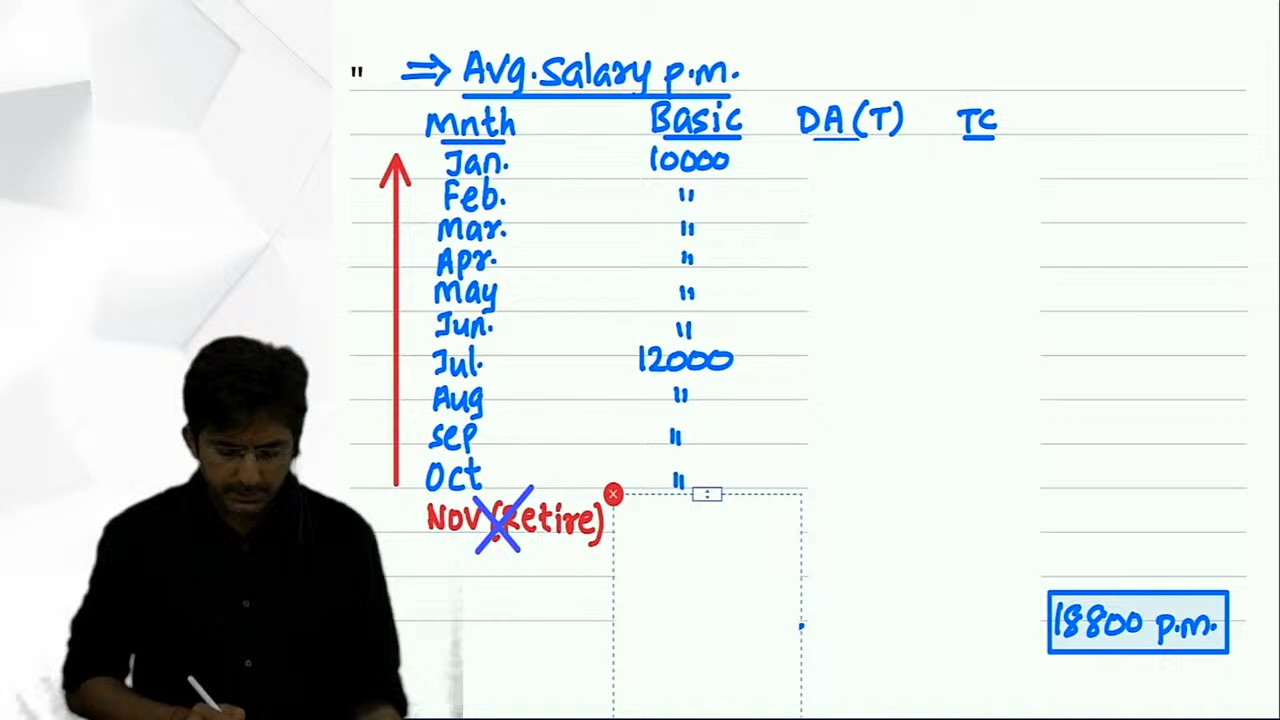 " ⇒ Avg. Salary p.m.
Mnth Basic DA (T) TC
Jan. 10000
Feb. "
Mar. "
Apr. "
May "
Jun. "
Jul. 12000
Aug "
Sep "
Oct "
Nov (Retire)
18800 p.m.